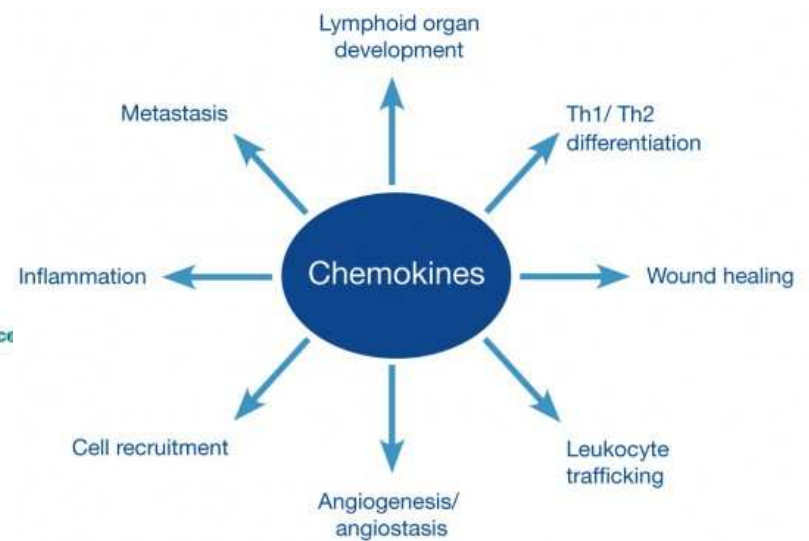 Lymphoid organ
development
Metastasis
Th1/ Th2
differentiation
Inflammation
Chemokines
Wound healing
Cell recruitment
Leukocyte
trafficking
Angiogenesis/
angiostasis